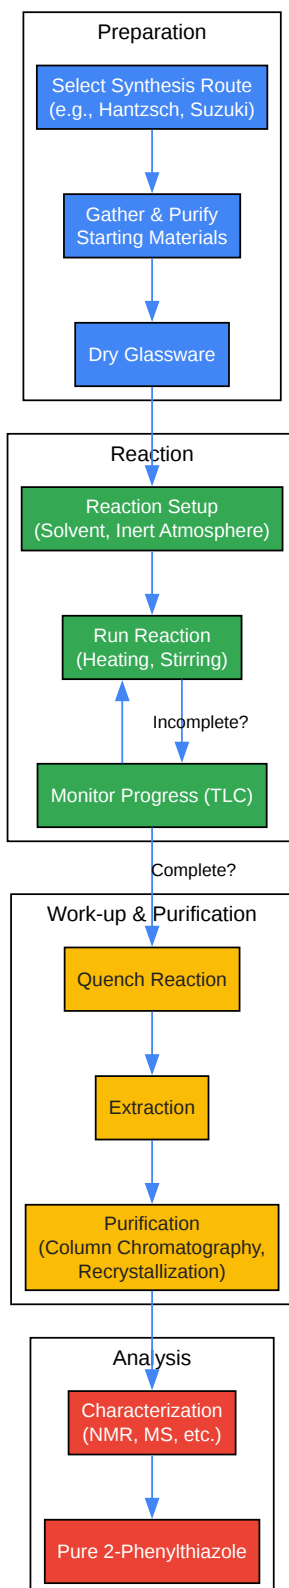 Preparation
Select Synthesis Route
(e.g., Hantzsch, Suzuki)
Gather & Purify
Starting Materials
Dry Glassware
Reaction
Reaction Setup
(Solvent, Inert Atmosphere)
Run Reaction
(Heating, Stirring)
Incomplete?
Monitor Progress (TLC)
Complete?
Work-up & Purification
Quench Reaction
Extraction
Purification
(Column Chromatography,
Recrystallization)
Analysis
Characterization
(NMR, MS, etc.)
Pure 2-Phenylthiazole